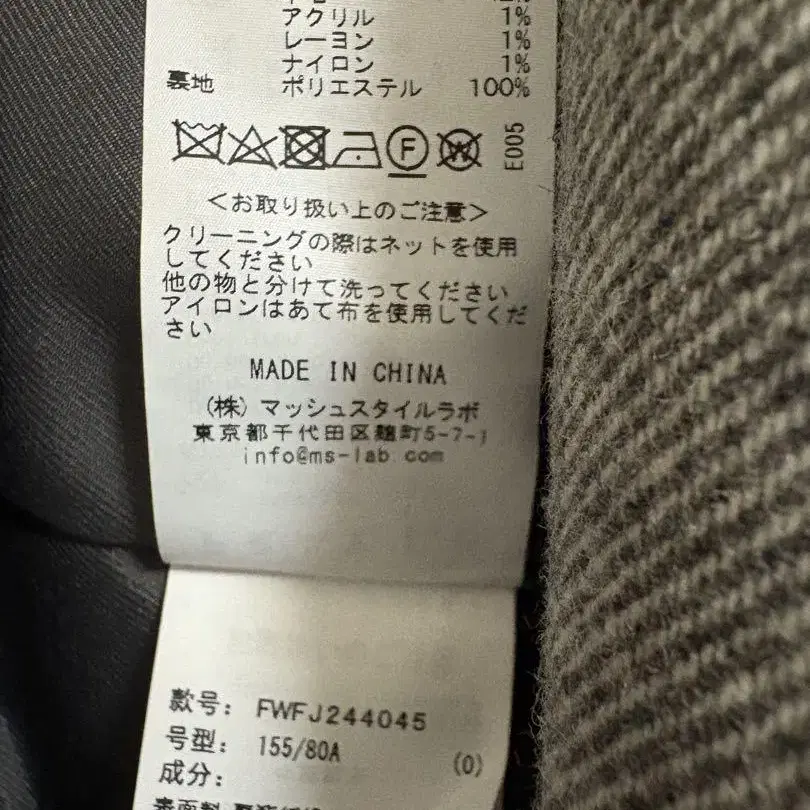 アクリル 1%
レーヨン 1%
ナイロン 1%
裏地 ポリエステル 100%
F W E005
<お取り扱い上のご注意>
クリーニングの際はネットを使用
してください
他の物と分けて洗ってください
アイロンはあて布を使用してくだ
さい
MADE IN CHINA
(株)マッシュスタイルラボ
東京都千代田区麹町5-7-1
info@ms-lab.com
款号: FWFJ244045
号型: 155/80A (0)
成分: